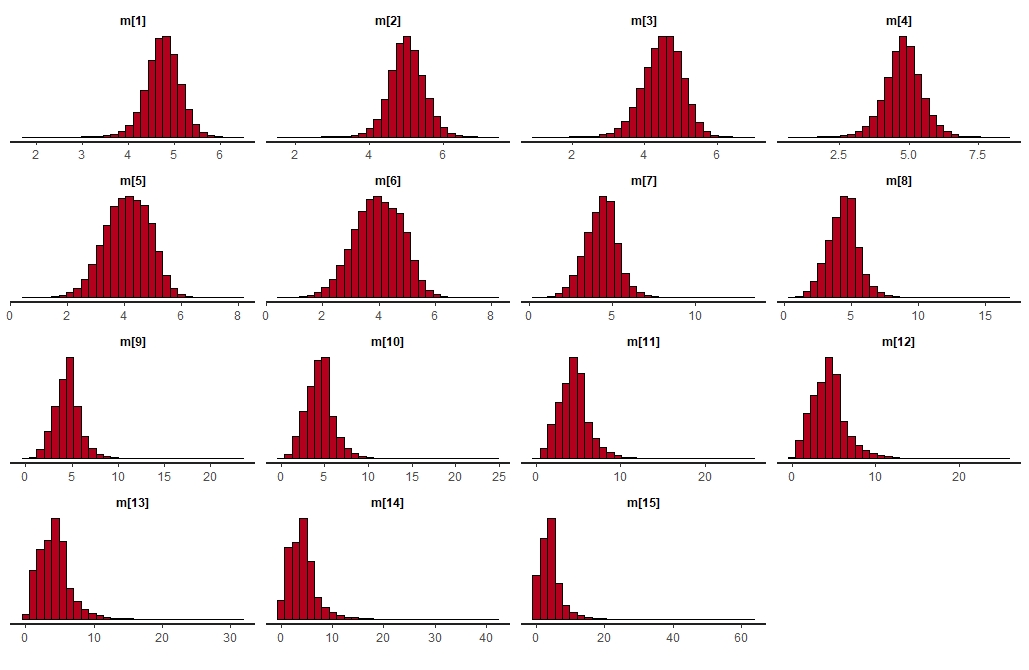 m[1] m[2] m[3] m[4]
2 3 4 5 6 2 4 6 2 4 6 2.5 5.0 7.5
m[5] m[6] m[7] m[8]
0 2 4 6 8 0 2 4 6 8 0 5 10 0 5 10 15
m[9] m[10] m[11] m[12]
0 5 10 15 20 0 5 10 15 20 25 0 10 20 0 10 20
m[13] m[14] m[15]
0 10 20 30 0 10 20 30 40 0 20 40 60